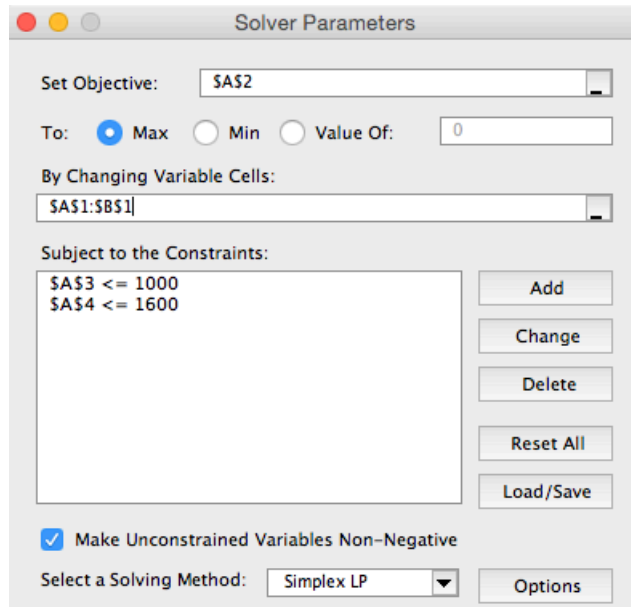 Solver Parameters
Set Objective: $A$2
To: Max Min Value Of: 0
By Changing Variable Cells:
$A$1:$B$1
Subject to the Constraints:
$A$3 <= 1000
$A$4 <= 1600
Add
Change
Delete
Reset All
Load/Save
Make Unconstrained Variables Non-Negative
Select a Solving Method: Simplex LP Options